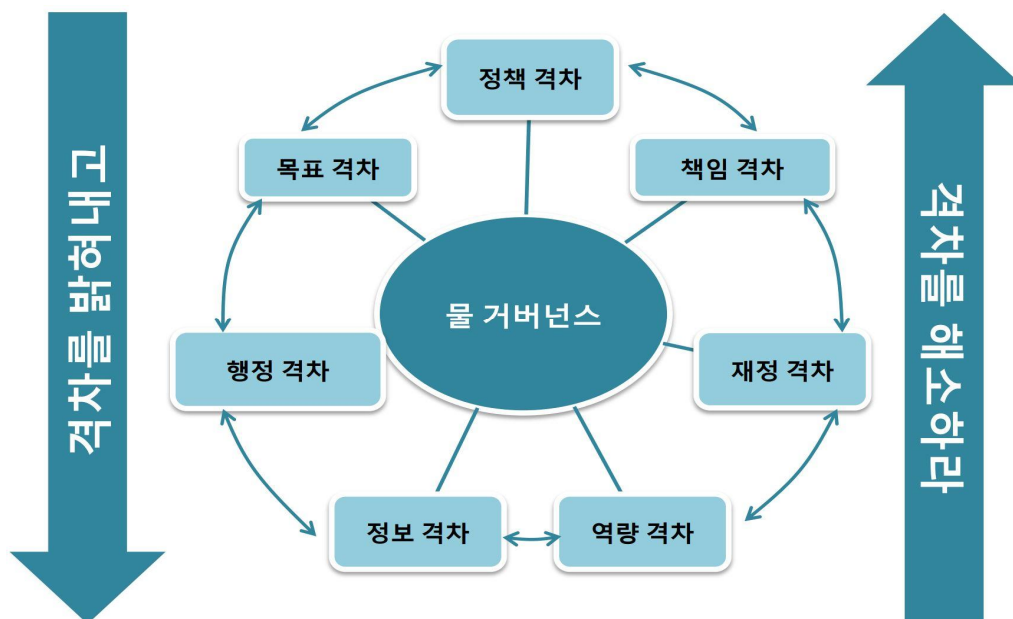 격차를 밝혀내고
정책 격차
목표 격차
책임 격차
물 거버넌스
행정 격차
재정 격차
정보 격차
역량 격차
격차를 해소하라